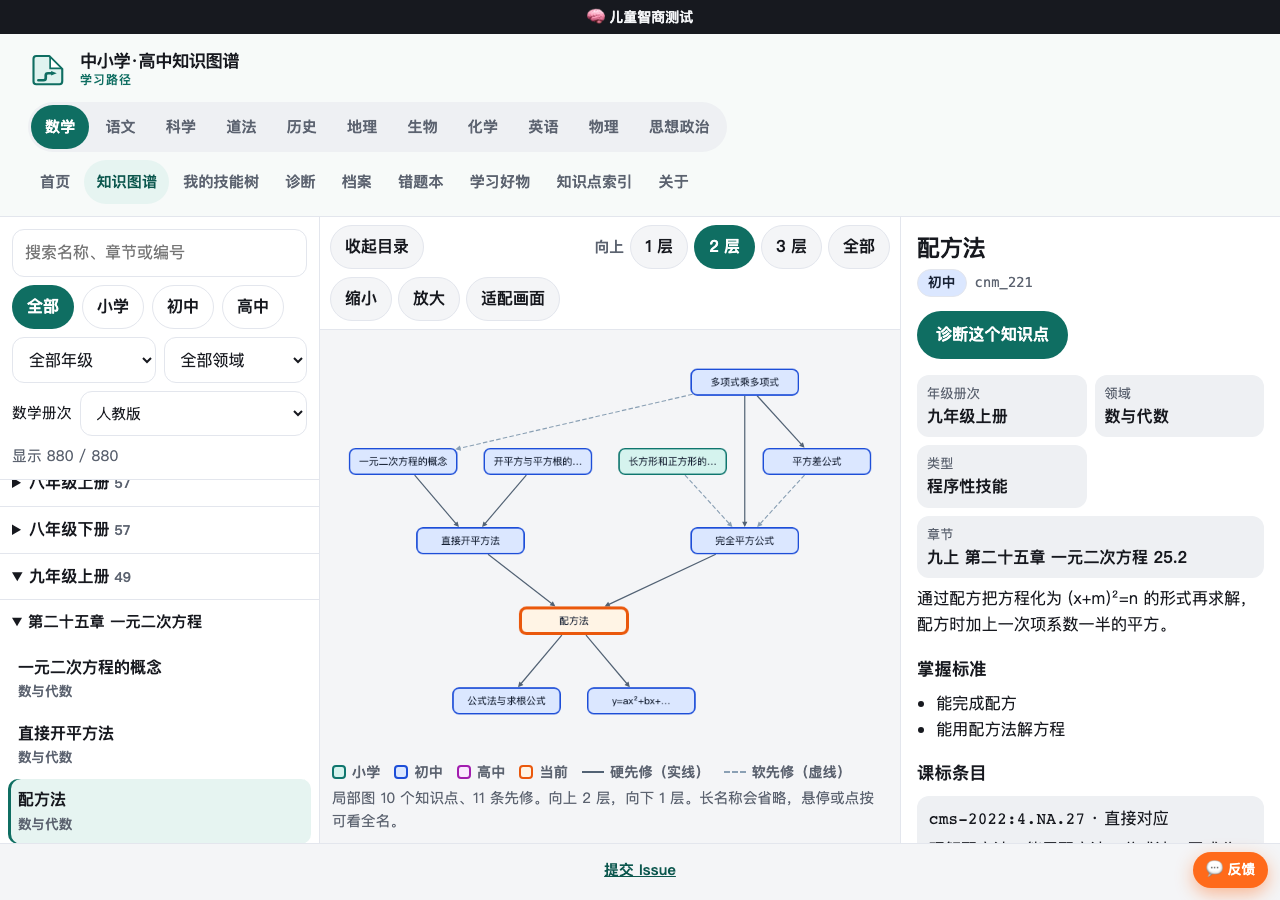 🧠 儿童智商测试
中小学·高中知识图谱
学习路径
数学 语文 科学 道法 历史 地理 生物 化学 英语 物理 思想政治
首页 知识图谱 我的技能树 诊断 档案 错题本 学习好物 知识点索引 关于
搜索名称、章节或编号
全部 小学 初中 高中
全部年级 全部领域
数学册次 人教版
显示 880 / 880
八年级上册 57
八年级下册 57
九年级上册 49
第二十五章 一元二次方程
一元二次方程的概念
数与代数
直接开平方法
数与代数
配方法
数与代数
收起目录 向上 1 层 2 层 3 层 全部
缩小 放大 适配画面
多项式乘多项式
一元二次方程的概念 开平方与平方根的… 长方形和正方形的… 平方差公式
直接开平方法 完全平方公式
配方法
公式法与求根公式 y=ax²+bx+…
小学 初中 高中 当前 硬先修（实线） 软先修（虚线）
局部图 10 个知识点、11 条先修。向上 2 层，向下 1 层。长名称会省略，悬停或点按
可看全名。
配方法
初中 cnm_221
诊断这个知识点
年级册次
九年级上册
领域
数与代数
类型
程序性技能
章节
九上 第二十五章 一元二次方程 25.2
通过配方把方程化为 (x+m)²=n 的形式再求解，
配方时加上一次项系数一半的平方。
掌握标准
能完成配方
能用配方法解方程
课标条目
cms-2022:4.NA.27 · 直接对应
提交 Issue
💬 反馈